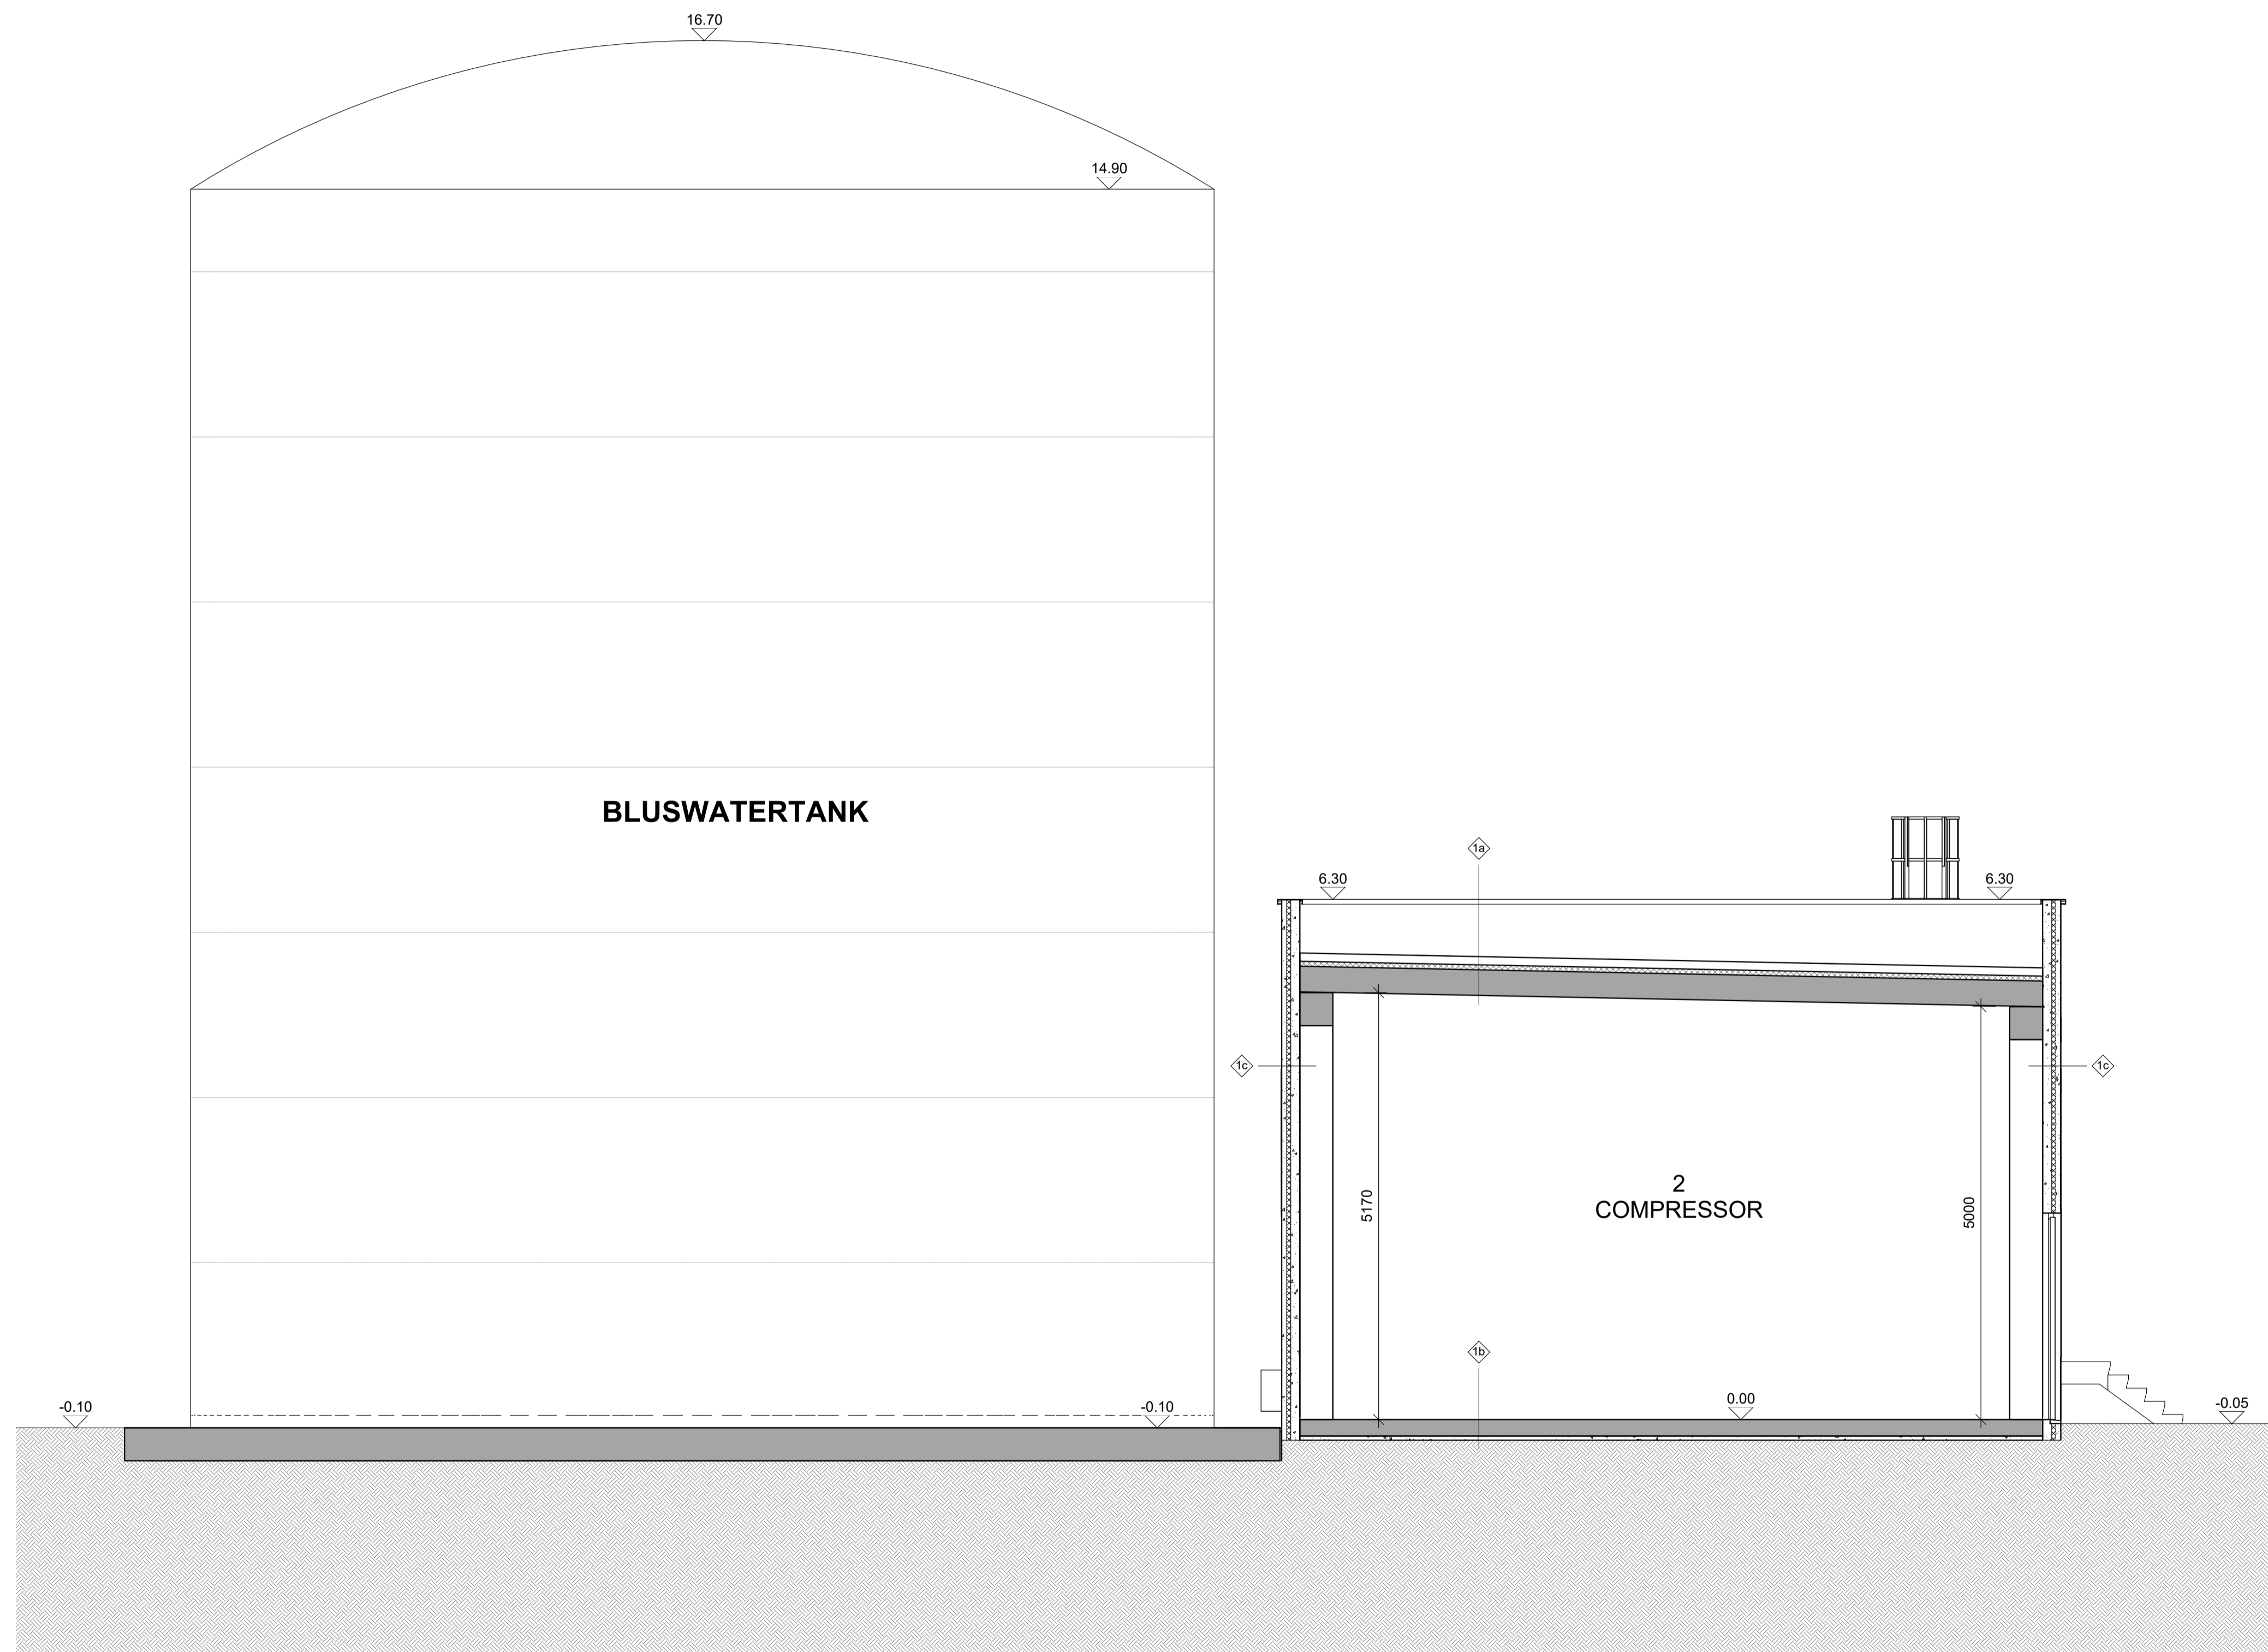 16.70
14.90
BLUSWATERTANK
1a
6.30
6.30
1c
1c
2
COMPRESSOR
5170
5000
1b
0.00
-0.10
-0.10
-0.05